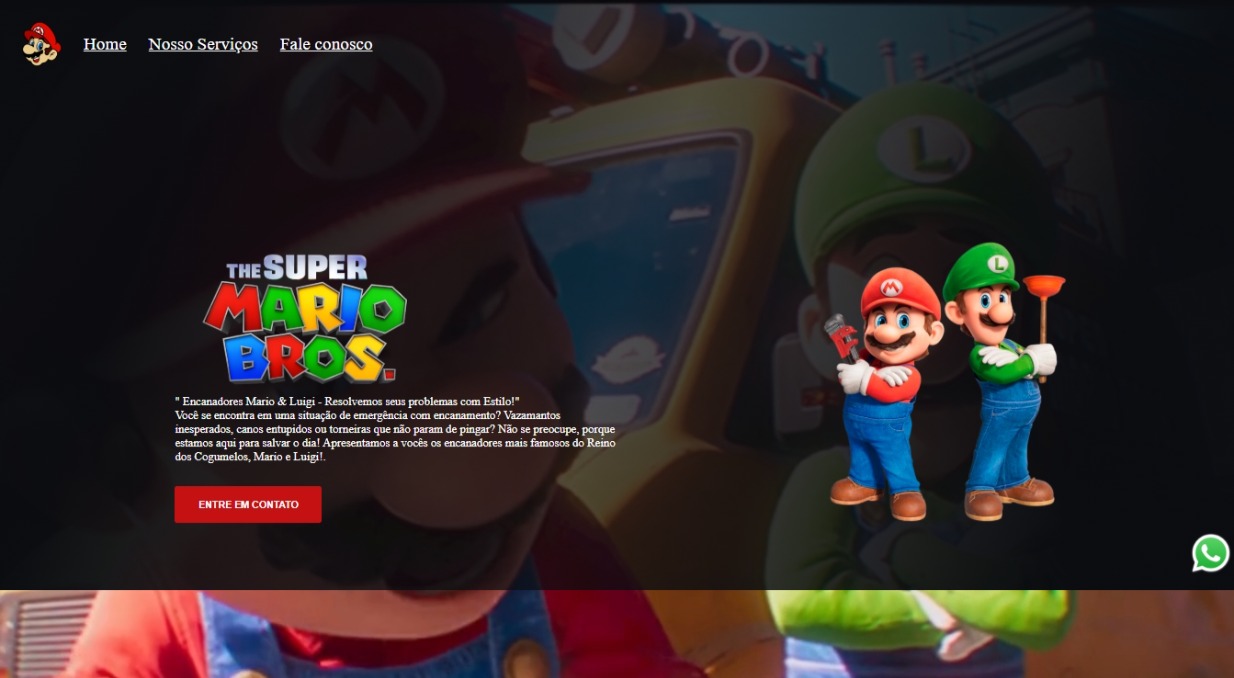 Home Nosso Serviços Fale conosco
THE SUPER
MARIO
BROS.
" Encanadores Mario & Luigi - Resolvemos seus problemas com Estilo!"
Você se encontra em uma situação de emergência com encanamento? Vazamantos
inesperados, canos entupidos ou torneiras que não param de pingar? Não se preocupe, porque
estamos aqui para salvar o dia! Apresentamos a vocês os encanadores mais famosos do Reino
dos Cogumelos, Mario e Luigi!.
ENTRE EM CONTATO
M
L
M
L